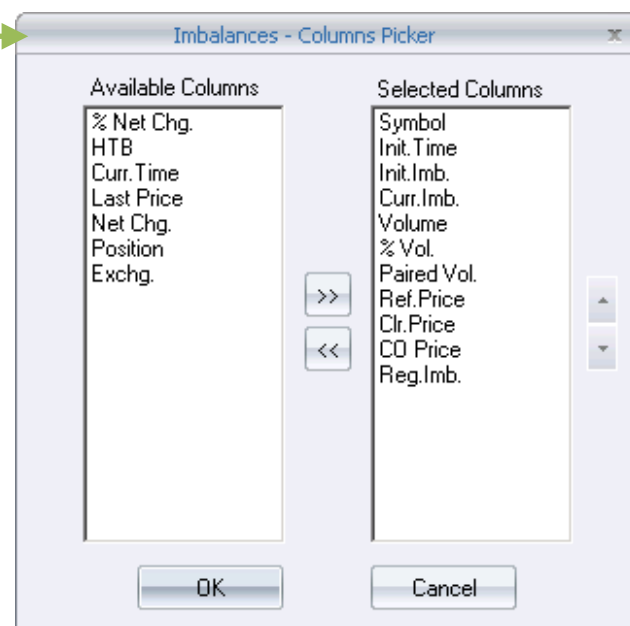 Imbalances - Columns Picker
x
Available Columns
% Net Chg.
HTB
Curr.Time
Last Price
Net Chg.
Position
Exchg.
>>
<<
Selected Columns
Symbol
Init.Time
Init.Imb.
Curr.Imb.
Volume
% Vol.
Paired Vol.
Ref.Price
Clr.Price
CO Price
Reg.Imb.
OK
Cancel